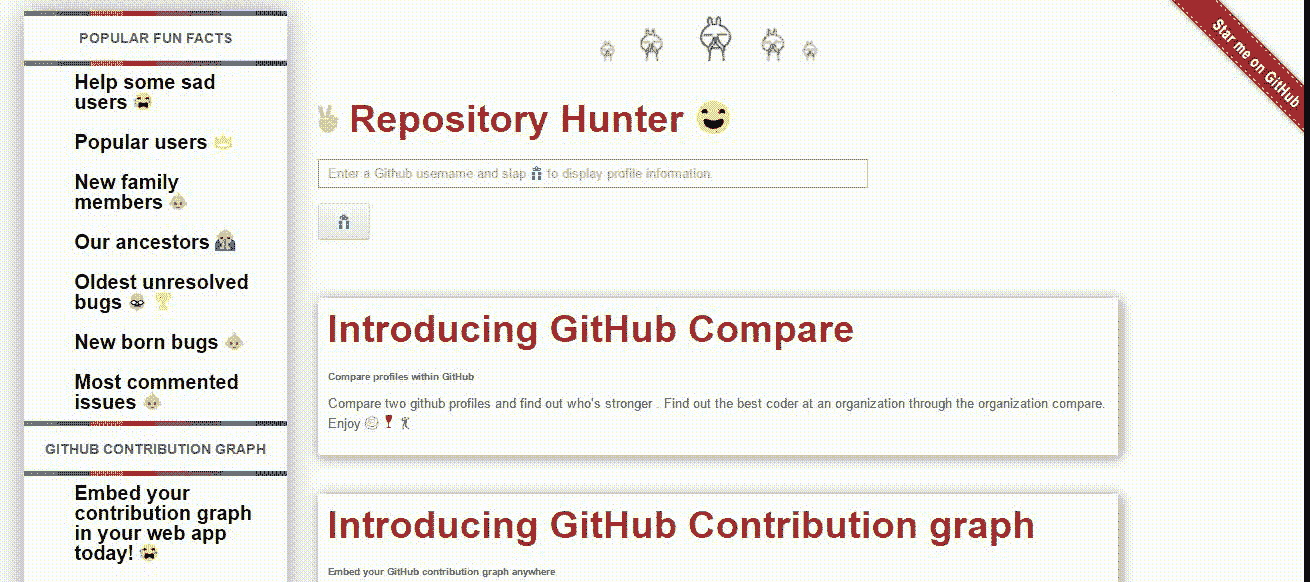 POPULAR FUN FACTS
Help some sad
users
Popular users
New family
members
Our ancestors
Oldest unresolved
bugs
New born bugs
Most commented
issues
GITHUB CONTRIBUTION GRAPH
Embed your
contribution graph
in your web app
today!
Star me on GitHub
Repository Hunter
Enter a Github username and slap to display profile information.
Introducing GitHub Compare
Compare profiles within GitHub
Compare two github profiles and find out who's stronger . Find out the best coder at an organization through the organization compare.
Enjoy
Introducing GitHub Contribution graph
Embed your GitHub contribution graph anywhere